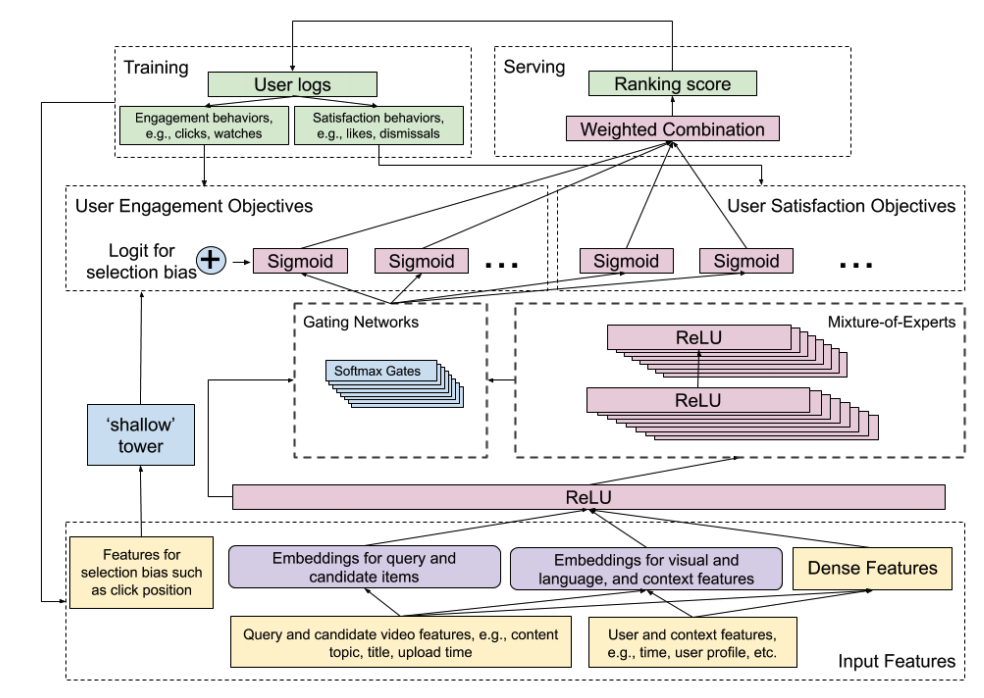 Training
Serving
User logs
Ranking score
Engagement behaviors,
e.g., clicks, watches
Satisfaction behaviors,
e.g., likes, dismissals
Weighted Combination
User Engagement Objectives
User Satisfaction Objectives
Logit for
selection bias
+
Sigmoid
Sigmoid
...
Sigmoid
Sigmoid
...
Gating Networks
Mixture-of-Experts
ReLU
Softmax Gates
ReLU
'shallow'
tower
ReLU
Features for
selection bias such
as click position
Embeddings for query and
candidate items
Embeddings for visual and
language, and context features
Dense Features
Query and candidate video features, e.g., content
topic, title, upload time
User and context features,
e.g., time, user profile, etc.
Input Features